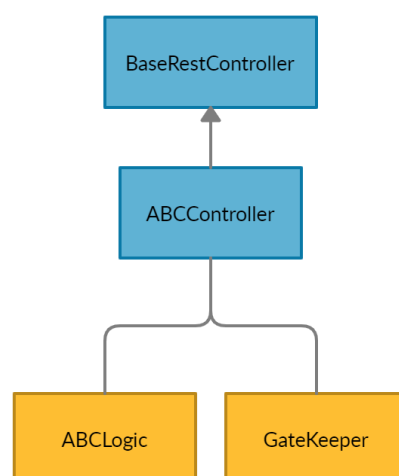 BaseRestController
ABCController
ABCLogic
GateKeeper